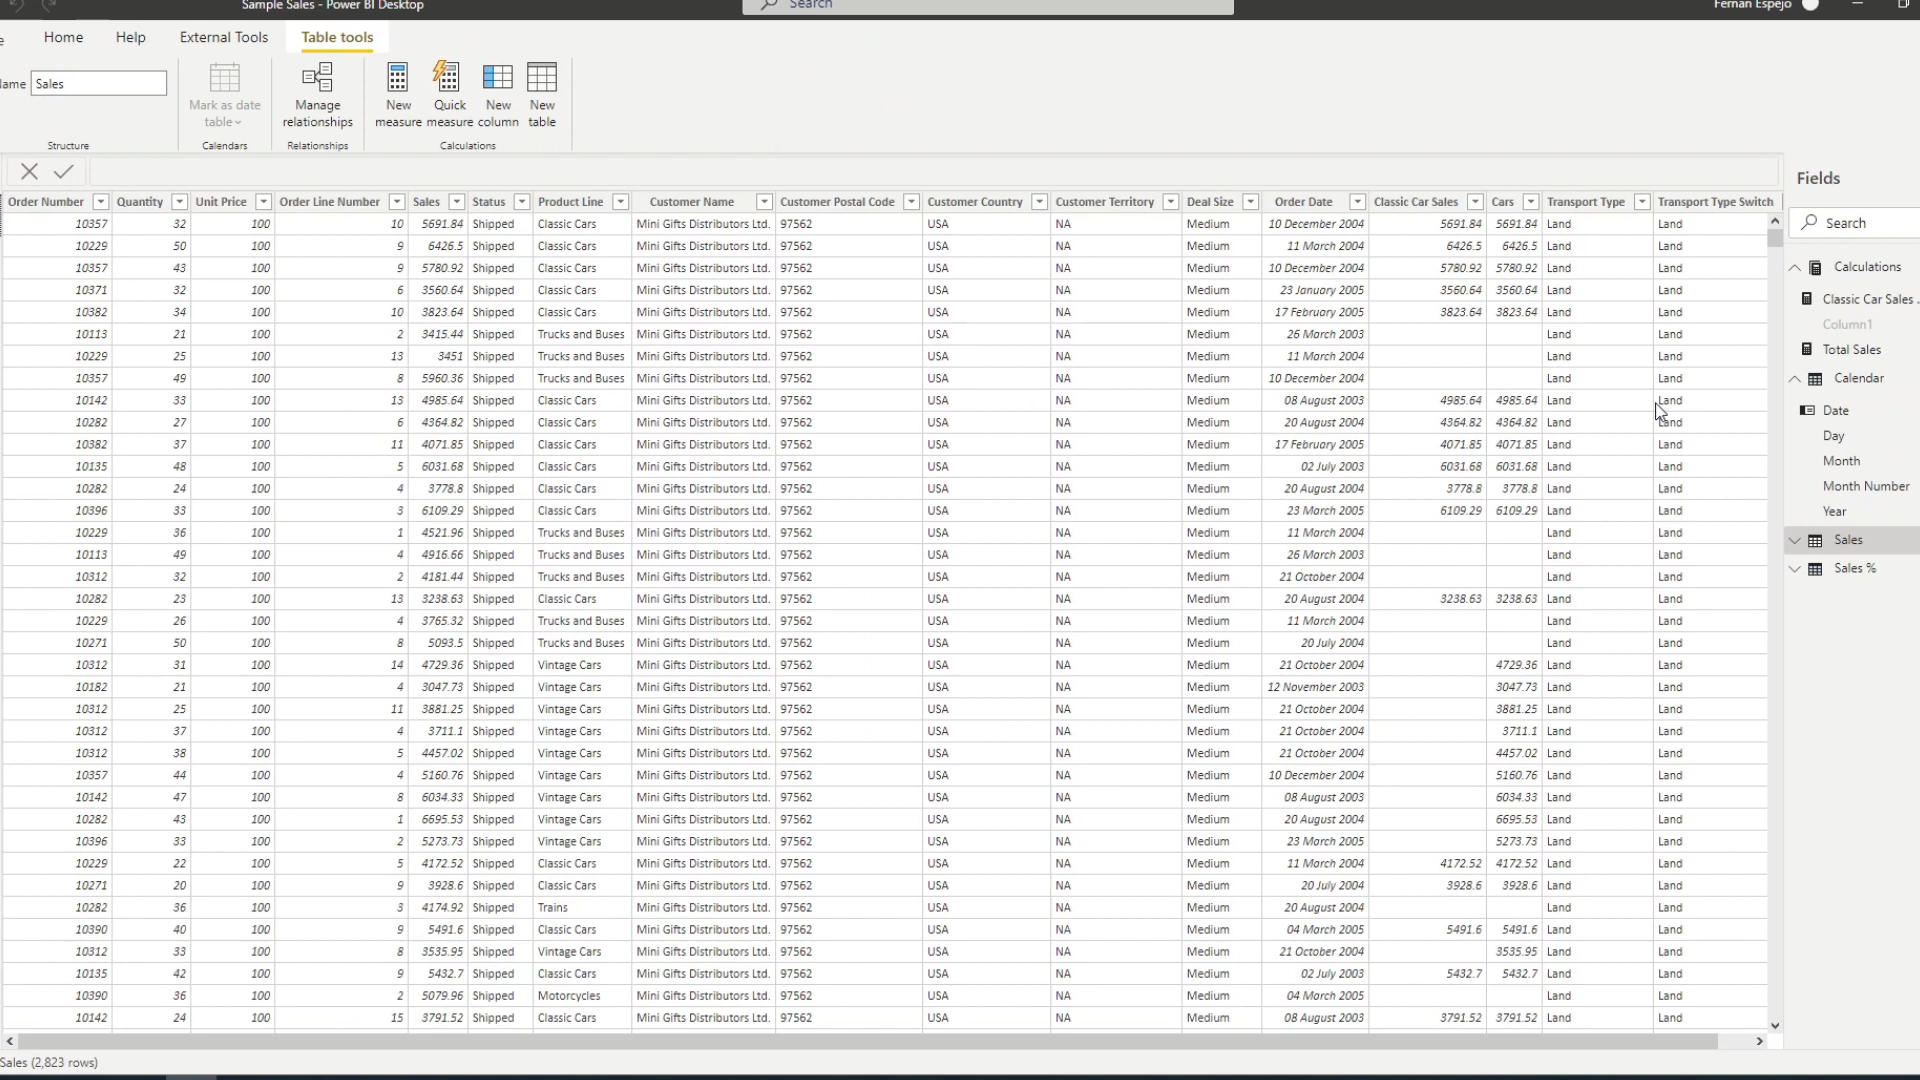 Sample Sales - Power BI Desktop
Search
Fernan Espejo
Home Help External Tools Table tools
ame Sales
Mark as date table
Manage relationships
New measure
Quick measure
New column
New table
Structure Calendars Relationships Calculations
Order Number Quantity Unit Price Order Line Number Sales Status Product Line Customer Name Customer Postal Code Customer Country Customer Territory Deal Size Order Date Classic Car Sales Cars Transport Type Transport Type Switch
10357 32 100 10 5691.84 Shipped Classic Cars Mini Gifts Distributors Ltd. 97562 USA NA Medium 10 December 2004 5691.84 5691.84 Land Land
10229 50 100 9 6426.5 Shipped Classic Cars Mini Gifts Distributors Ltd. 97562 USA NA Medium 11 March 2004 6426.5 6426.5 Land Land
10357 43 100 9 5780.92 Shipped Classic Cars Mini Gifts Distributors Ltd. 97562 USA NA Medium 10 December 2004 5780.92 5780.92 Land Land
10371 32 100 6 3560.64 Shipped Classic Cars Mini Gifts Distributors Ltd. 97562 USA NA Medium 23 January 2005 3560.64 3560.64 Land Land
10382 34 100 10 3823.64 Shipped Classic Cars Mini Gifts Distributors Ltd. 97562 USA NA Medium 17 February 2005 3823.64 3823.64 Land Land
10113 21 100 2 3415.44 Shipped Trucks and Buses Mini Gifts Distributors Ltd. 97562 USA NA Medium 26 March 2003 Land Land
10229 25 100 13 3451 Shipped Trucks and Buses Mini Gifts Distributors Ltd. 97562 USA NA Medium 11 March 2004 Land Land
10357 49 100 8 5960.36 Shipped Trucks and Buses Mini Gifts Distributors Ltd. 97562 USA NA Medium 10 December 2004 Land Land
10142 33 100 13 4985.64 Shipped Classic Cars Mini Gifts Distributors Ltd. 97562 USA NA Medium 08 August 2003 4985.64 4985.64 Land Land
10282 27 100 6 4364.82 Shipped Classic Cars Mini Gifts Distributors Ltd. 97562 USA NA Medium 20 August 2004 4364.82 4364.82 Land Land
10382 37 100 11 4071.85 Shipped Classic Cars Mini Gifts Distributors Ltd. 97562 USA NA Medium 17 February 2005 4071.85 4071.85 Land Land
10135 48 100 5 6031.68 Shipped Classic Cars Mini Gifts Distributors Ltd. 97562 USA NA Medium 02 July 2003 6031.68 6031.68 Land Land
10282 24 100 4 3778.8 Shipped Classic Cars Mini Gifts Distributors Ltd. 97562 USA NA Medium 20 August 2004 3778.8 3778.8 Land Land
10396 33 100 3 6109.29 Shipped Classic Cars Mini Gifts Distributors Ltd. 97562 USA NA Medium 23 March 2005 6109.29 6109.29 Land Land
10229 36 100 1 4521.96 Shipped Trucks and Buses Mini Gifts Distributors Ltd. 97562 USA NA Medium 11 March 2004 Land Land
10113 49 100 4 4916.66 Shipped Trucks and Buses Mini Gifts Distributors Ltd. 97562 USA NA Medium 26 March 2003 Land Land
10312 32 100 2 4181.44 Shipped Trucks and Buses Mini Gifts Distributors Ltd. 97562 USA NA Medium 21 October 2004 Land Land
10282 23 100 13 3238.63 Shipped Classic Cars Mini Gifts Distributors Ltd. 97562 USA NA Medium 20 August 2004 3238.63 3238.63 Land Land
10229 26 100 4 3765.32 Shipped Trucks and Buses Mini Gifts Distributors Ltd. 97562 USA NA Medium 11 March 2004 Land Land
10271 50 100 8 5093.5 Shipped Trucks and Buses Mini Gifts Distributors Ltd. 97562 USA NA Medium 20 July 2004 Land Land
10312 31 100 14 4729.36 Shipped Vintage Cars Mini Gifts Distributors Ltd. 97562 USA NA Medium 21 October 2004 4729.36 Land Land
10182 21 100 4 3047.73 Shipped Vintage Cars Mini Gifts Distributors Ltd. 97562 USA NA Medium 12 November 2003 3047.73 Land Land
10312 25 100 11 3881.25 Shipped Vintage Cars Mini Gifts Distributors Ltd. 97562 USA NA Medium 21 October 2004 3881.25 Land Land
10312 37 100 4 3711.1 Shipped Vintage Cars Mini Gifts Distributors Ltd. 97562 USA NA Medium 21 October 2004 3711.1 Land Land
10312 38 100 5 4457.02 Shipped Vintage Cars Mini Gifts Distributors Ltd. 97562 USA NA Medium 21 October 2004 4457.02 Land Land
10357 44 100 4 5160.76 Shipped Vintage Cars Mini Gifts Distributors Ltd. 97562 USA NA Medium 10 December 2004 5160.76 Land Land
10142 47 100 8 6034.33 Shipped Vintage Cars Mini Gifts Distributors Ltd. 97562 USA NA Medium 08 August 2003 6034.33 Land Land
10282 43 100 1 6695.53 Shipped Vintage Cars Mini Gifts Distributors Ltd. 97562 USA NA Medium 20 August 2004 6695.53 Land Land
10396 33 100 2 5273.73 Shipped Vintage Cars Mini Gifts Distributors Ltd. 97562 USA NA Medium 23 March 2005 5273.73 Land Land
10229 22 100 5 4172.52 Shipped Classic Cars Mini Gifts Distributors Ltd. 97562 USA NA Medium 11 March 2004 4172.52 4172.52 Land Land
10271 20 100 9 3928.6 Shipped Classic Cars Mini Gifts Distributors Ltd. 97562 USA NA Medium 20 July 2004 3928.6 3928.6 Land Land
10282 36 100 3 4174.92 Shipped Trains Mini Gifts Distributors Ltd. 97562 USA NA Medium 20 August 2004 Land Land
10390 40 100 9 5491.6 Shipped Classic Cars Mini Gifts Distributors Ltd. 97562 USA NA Medium 04 March 2005 5491.6 5491.6 Land Land
10312 33 100 8 3535.95 Shipped Vintage Cars Mini Gifts Distributors Ltd. 97562 USA NA Medium 21 October 2004 3535.95 Land Land
10135 42 100 9 5432.7 Shipped Classic Cars Mini Gifts Distributors Ltd. 97562 USA NA Medium 02 July 2003 5432.7 5432.7 Land Land
10390 36 100 2 5079.96 Shipped Motorcycles Mini Gifts Distributors Ltd. 97562 USA NA Medium 04 March 2005 Land Land
10142 24 100 15 3791.52 Shipped Classic Cars Mini Gifts Distributors Ltd. 97562 USA NA Medium 08 August 2003 3791.52 3791.52 Land Land
Sales (2,823 rows)
Fields
Search
Calculations
Classic Car Sales .
Column1
Total Sales
Calendar
Date
Day
Month
Month Number
Year
Sales
Sales %